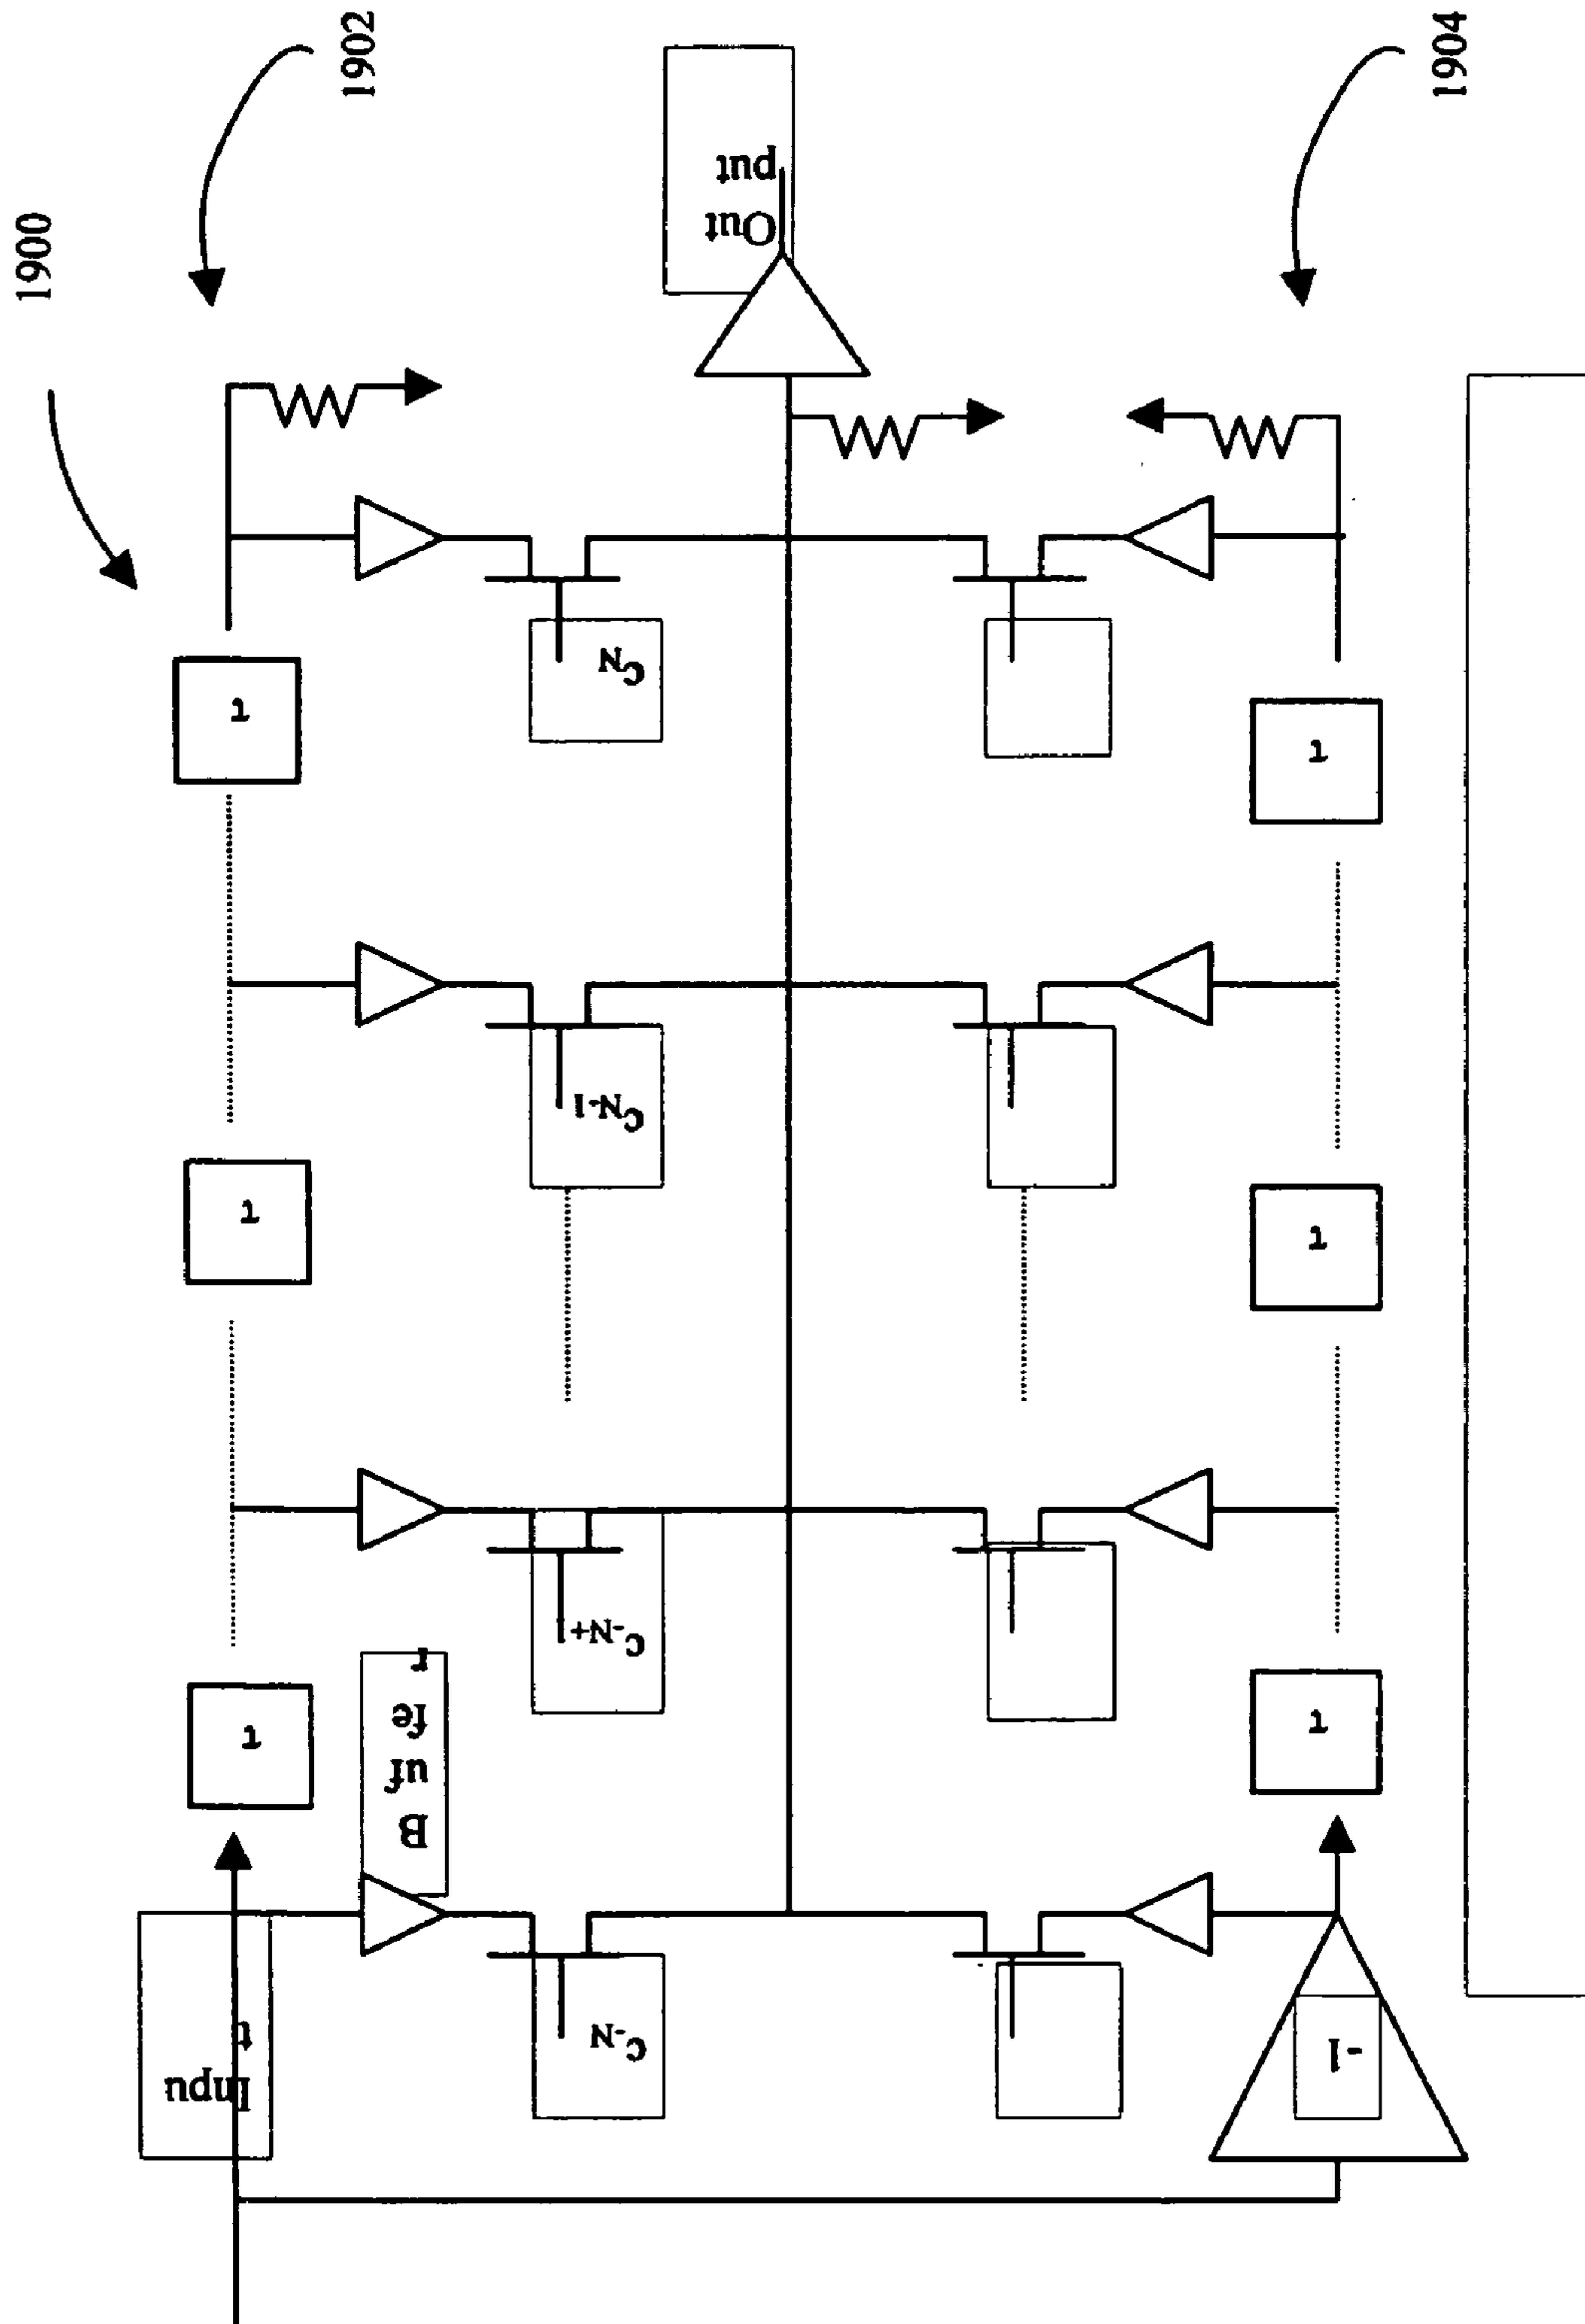 1900
1902
1904
Out
put
τ
C_N
τ
τ
C_N-1
τ
τ
C_-N+1
τ
B
uf
fe
r
Inpu
t
C_-N
-1